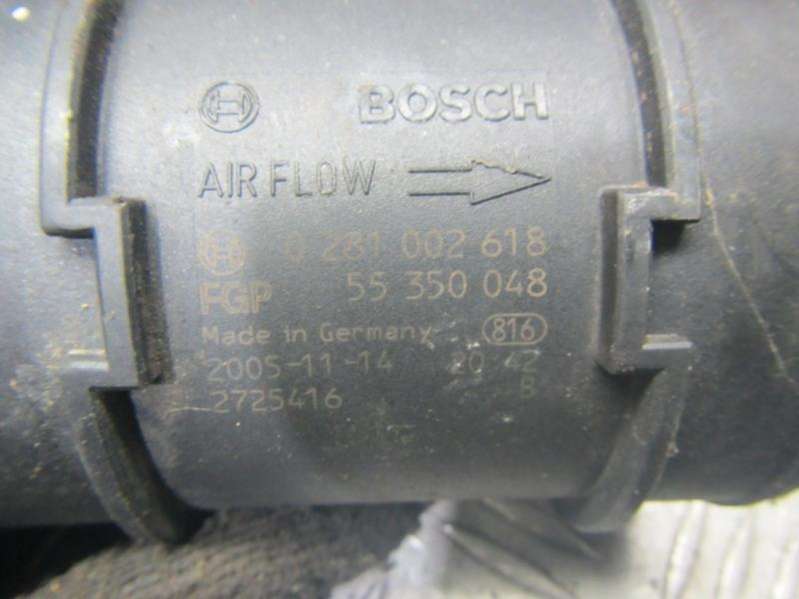 BOSCH
AIR FLOW
0 281 002 618
FGP 55 350 048
Made in Germany 816
2005-11-14 20 42
2725416 B